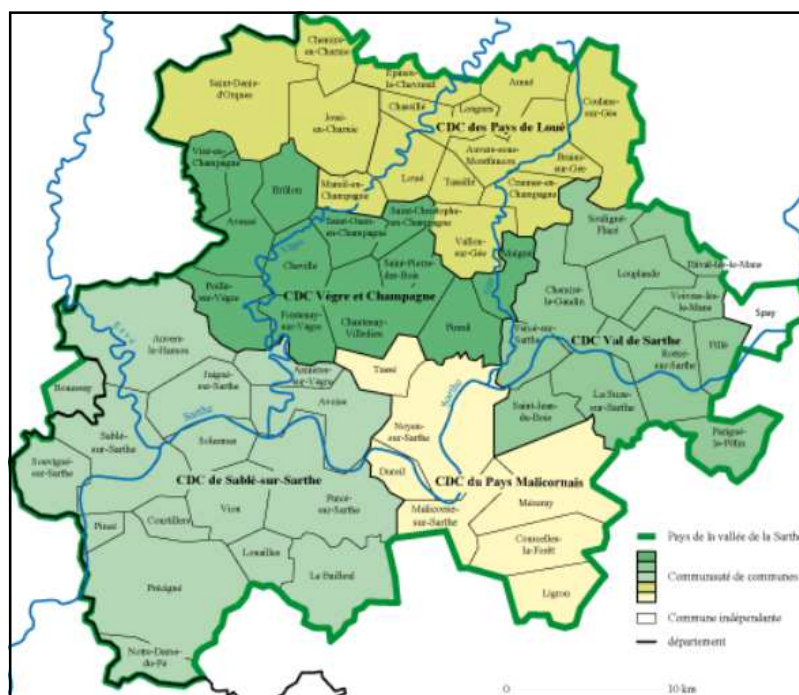 Chemiré-
en-Charnie
Saint-Denis-
d'Orques
Epineu-
le-Chevreuil
Amné
Coulans-
sur-Gée
Chassillé
Longnes
CDC des Pays de Loué
Joué-
en-Charnie
Auvers-sous-
Montfaucon
Brains-
sur-Gée
Viré-en-
Champagne
Loué
Tassillé
Crannes-en-
Champagne
Brûlon
Mareil-en-
Champagne
Saint-Christophe-
en-Champagne
Saint-Ouen-
en-Champagne
Souligné-
Flacé
Avessé
Vallon-
sur-Gée
Maigné
Vègre
Gée
Chevillé
Saint-Pierre-
des-Bois
Louplande
Etival-lès-le-Mans
Poillé-
sur-Vègre
CDC Vègre et Champagne
Chemiré-
le-Gaudin
Voivres-lès-
le-Mans
Spay
Fontenay-
sur-Vègre
Chantenay-
Villedieu
Pirmil
Erve
Auvers-
le-Hamon
CDC Val de Sarthe
Fillé
Roézé-
sur-Sarthe
Tassé
Asnières-
sur-Vègre
Juigné-
sur-Sarthe
Bouessay
Avoise
Sarthe
Saint-Jean-
du-Bois
La Suze-
sur-Sarthe
Sarthe
Noyen-
sur-Sarthe
Parigné-
le-Pôlin
Sablé-
sur-Sarthe
Solesmes
Souvigné-
sur-Sarthe
CDC de Sablé-sur-Sarthe
Dureil
CDC du Pays Malicornais
Parcé-
sur-Sarthe
Mézeray
Vion
Malicorne-
sur-Sarthe
Pincé
Courtillers
Courcelles-
la-Forêt
Louailles
Le Bailleul
Précigné
Ligron
Notre-Dame-
du-Pé
Pays de la vallée de la Sarthe
Communauté de communes
Commune indépendante
département
0
10 km